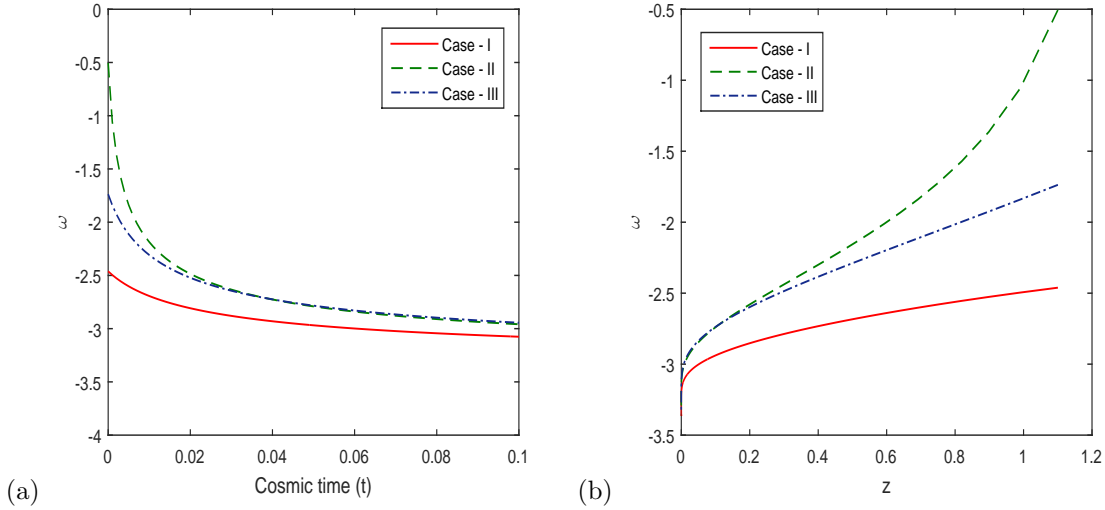 0
-0.5
-1
-1.5
-2
-2.5
-3
-3.5
-4
ω
0
0.02
0.04
0.06
0.08
0.1
Cosmic time (t)
Case - I
Case - II
Case - III
(a)
-0.5
-1
-1.5
-2
-2.5
-3
-3.5
ω
0
0.2
0.4
0.6
0.8
1
1.2
z
Case - I
Case - II
Case - III
(b)